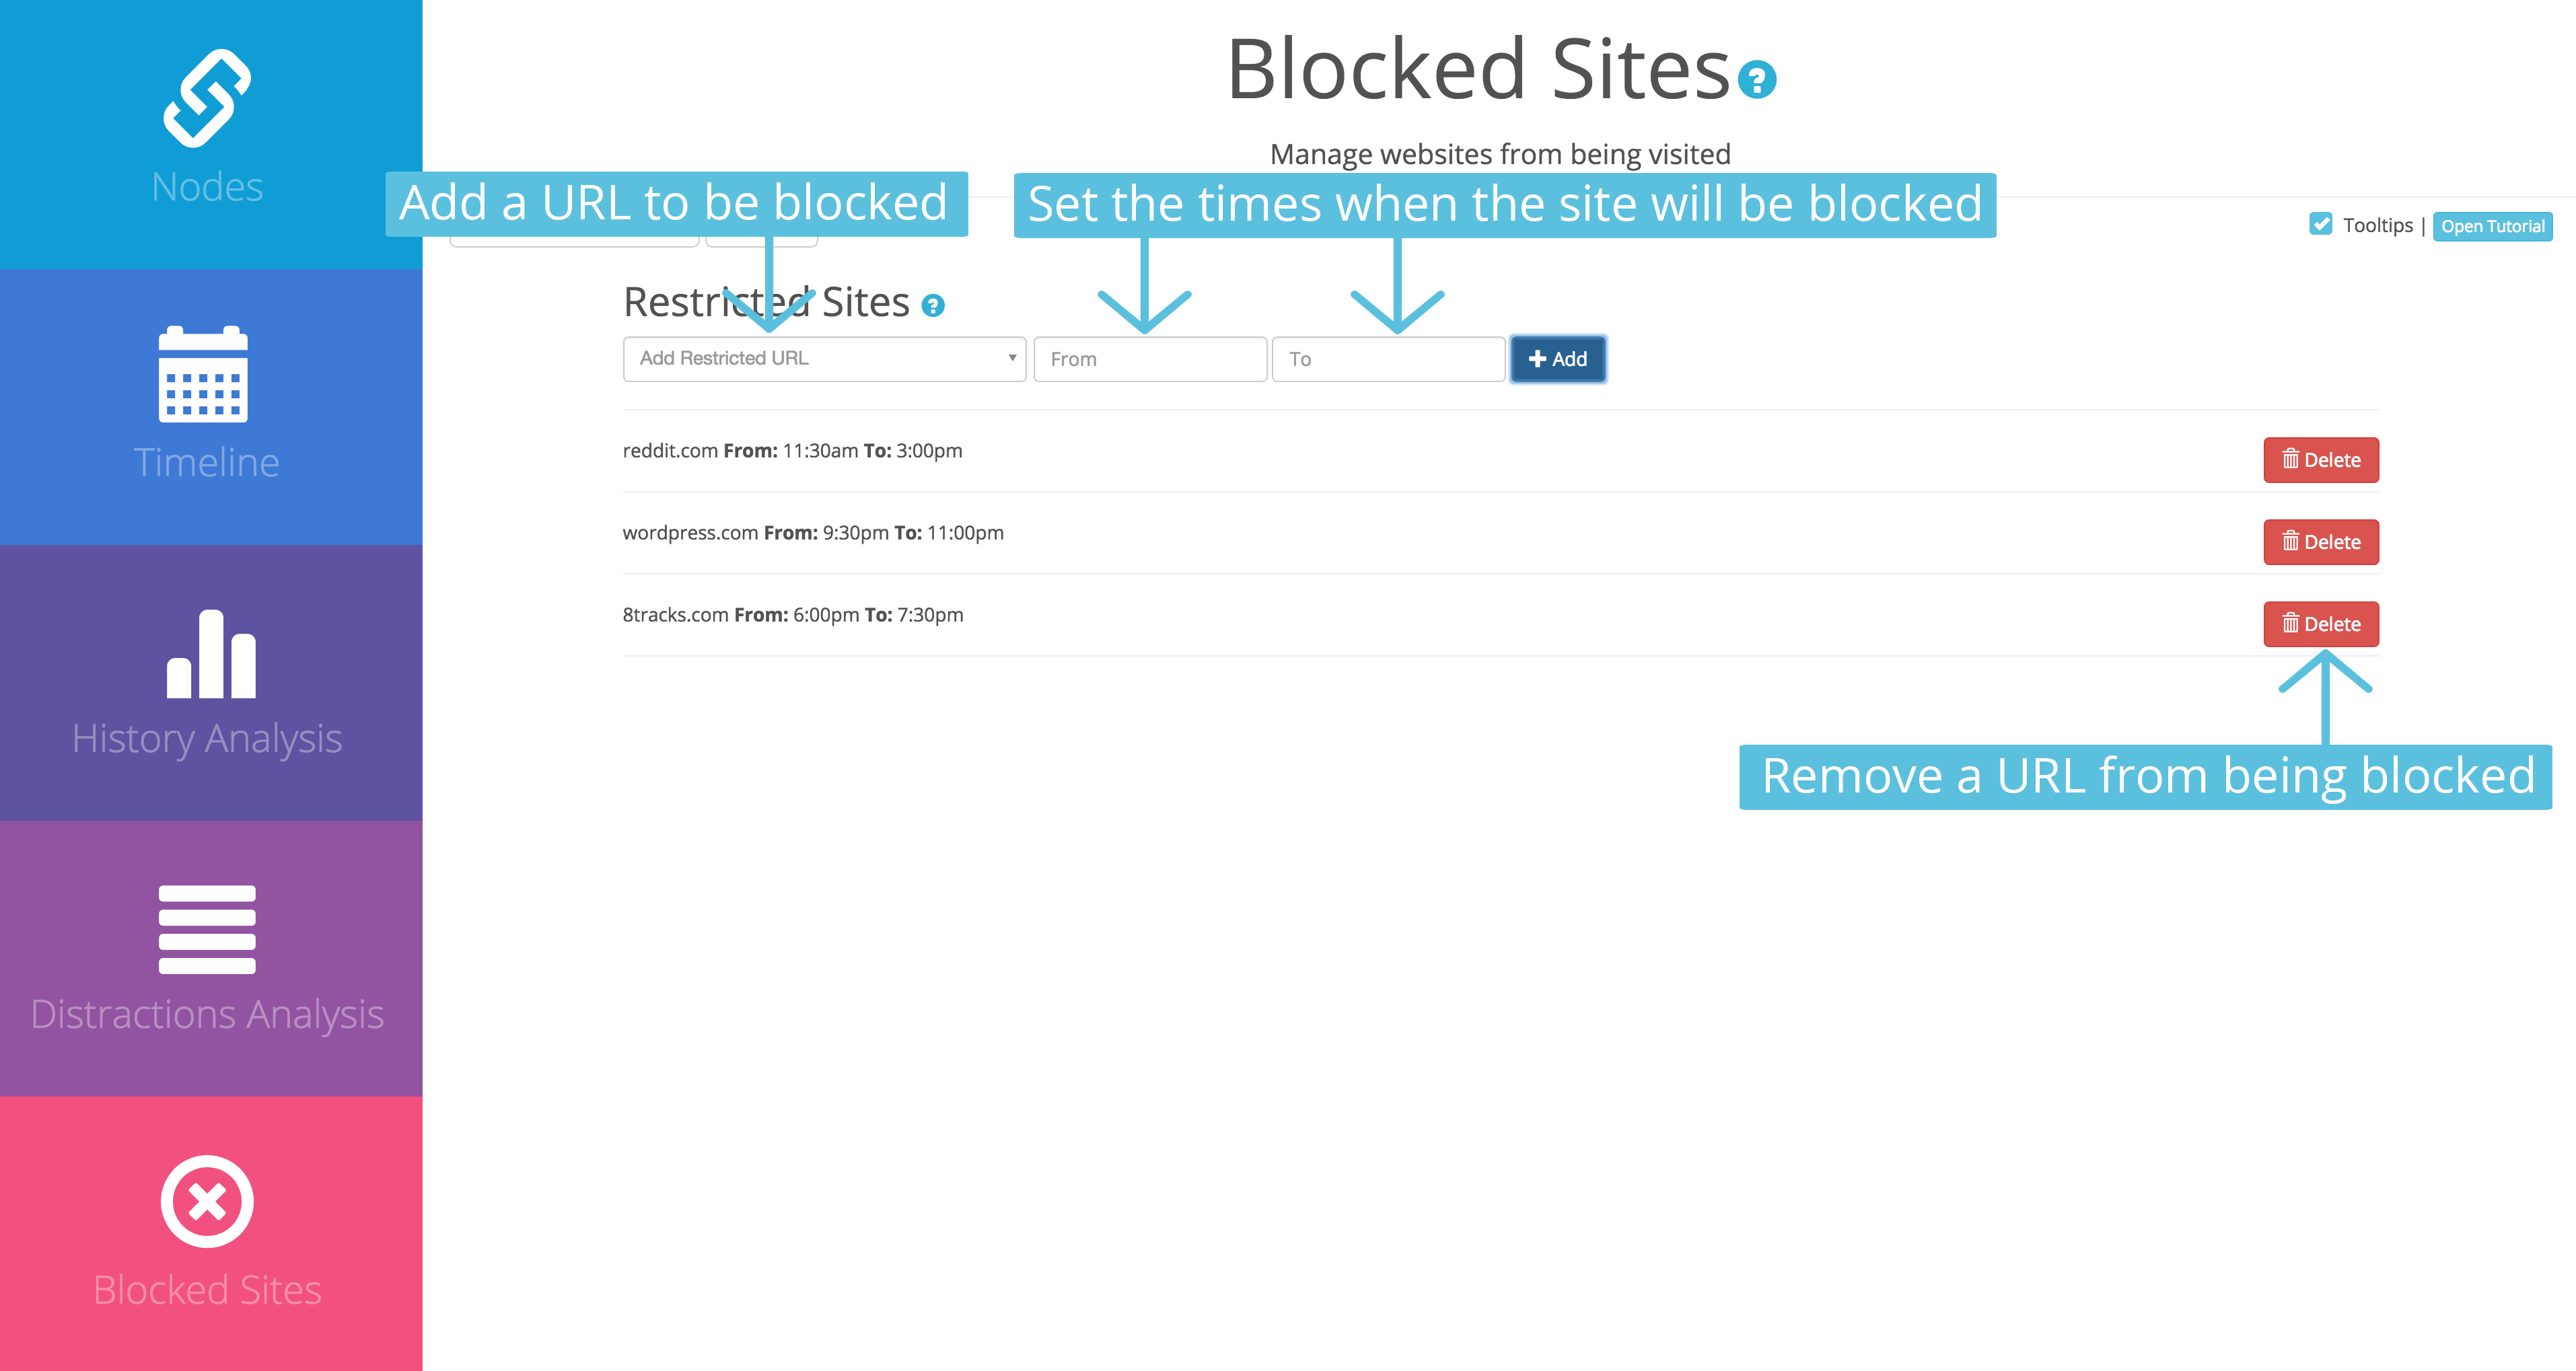 Nodes
Timeline
History Analysis
Distractions Analysis
Blocked Sites
Blocked Sites ?
Manage websites from being visited
Add a URL to be blocked
Set the times when the site will be blocked
Tooltips | Open Tutorial
Restricted Sites ?
Add Restricted URL
From
To
Add
reddit.com From: 11:30am To: 3:00pm
Delete
wordpress.com From: 9:30pm To: 11:00pm
Delete
8tracks.com From: 6:00pm To: 7:30pm
Delete
Remove a URL from being blocked